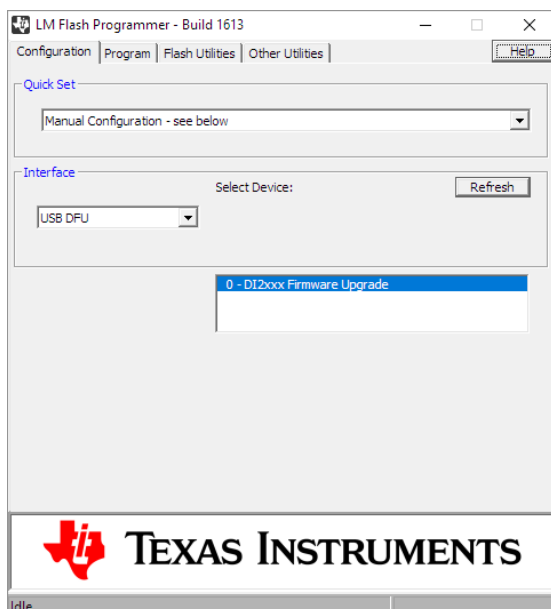 LM Flash Programmer - Build 1613
Configuration Program Flash Utilities Other Utilities Help
Quick Set
Manual Configuration - see below
Interface
Select Device: Refresh
USB DFU
0 - DI2xxx Firmware Upgrade
TEXAS INSTRUMENTS
Idle